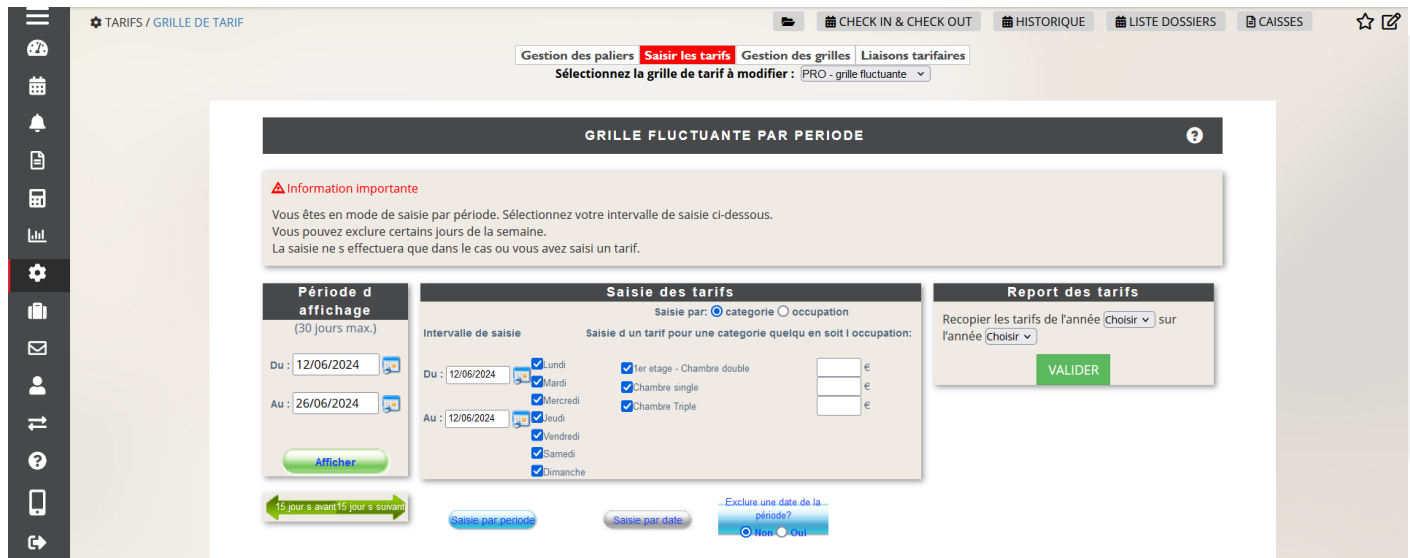 TARIFS / GRILLE DE TARIF
CHECK IN & CHECK OUT
HISTORIQUE
LISTE DOSSIERS
CAISSES
Gestion des paliers Saisir les tarifs Gestion des grilles Liaisons tarifaires
Sélectionnez la grille de tarif à modifier : PRO - grille fluctuante
GRILLE FLUCTUANTE PAR PERIODE
Information importante
Vous êtes en mode de saisie par période. Sélectionnez votre intervalle de saisie ci-dessous.
Vous pouvez exclure certains jours de la semaine.
La saisie ne s effectuera que dans le cas ou vous avez saisi un tarif.
Période d
affichage
(30 jours max.)
Du : 12/06/2024
Au : 26/06/2024
Afficher
15 jour s avant 15 jour s suivant
Saisie des tarifs
Saisie par: categorie occupation
Intervalle de saisie
Saisie d un tarif pour une categorie quelqu en soit l occupation:
Du : 12/06/2024
Au : 12/06/2024
Lundi
Mardi
Mercredi
Jeudi
Vendredi
Samedi
Dimanche
1er etage - Chambre double €
Chambre single €
Chambre Triple €
Report des tarifs
Recopier les tarifs de l'année Choisir sur
l'année Choisir
VALIDER
Saisie par periode
Saisie par date
Exclure une date de la
période?
Non Oui